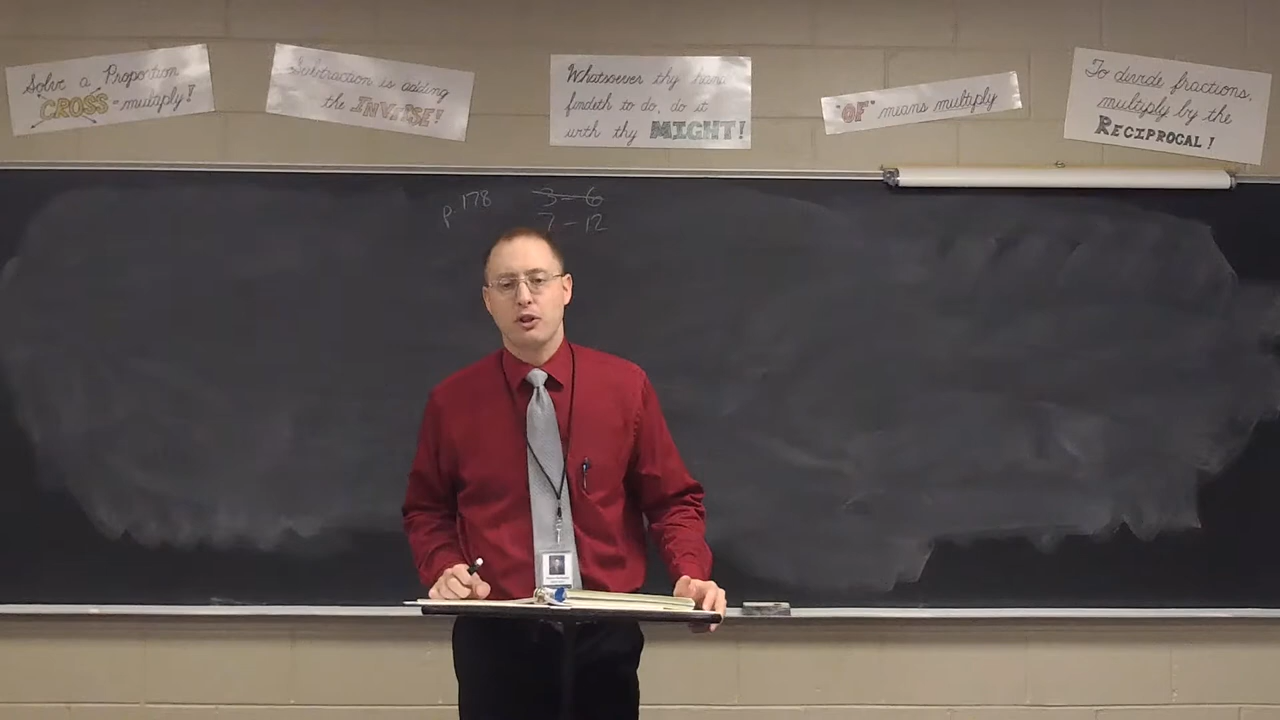 Solve a Proportion
CROSS-multiply!
Subtraction is adding
the INVERSE!
Whatsoever thy hand
findeth to do, do it
with thy MIGHT!
"OF" means multiply
To divide fractions,
multiply by the
RECIPROCAL!
p. 178 3-6
7-12